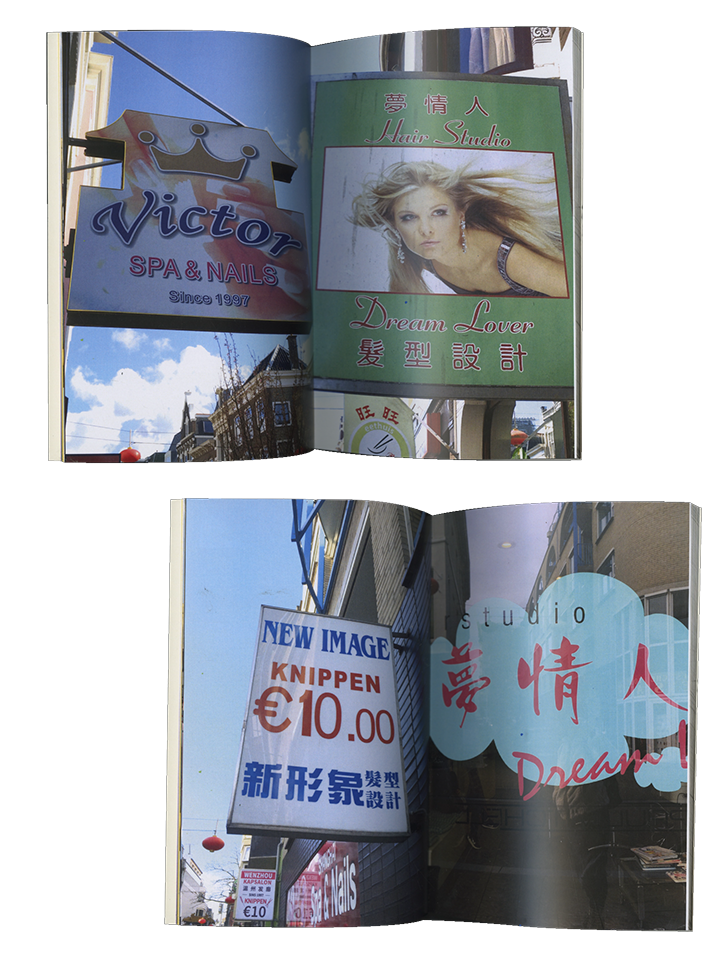 Victor
SPA & NAILS
Since 1997
夢情人
Hair Studio
Dream Lover
髮型設計
旺旺
NEW IMAGE
KNIPPEN
€10.00
新形象髮型設計
WENZHOU
KAPSALON
KNIPPEN
€10
Spa & Nails
studio
夢情人
Dream